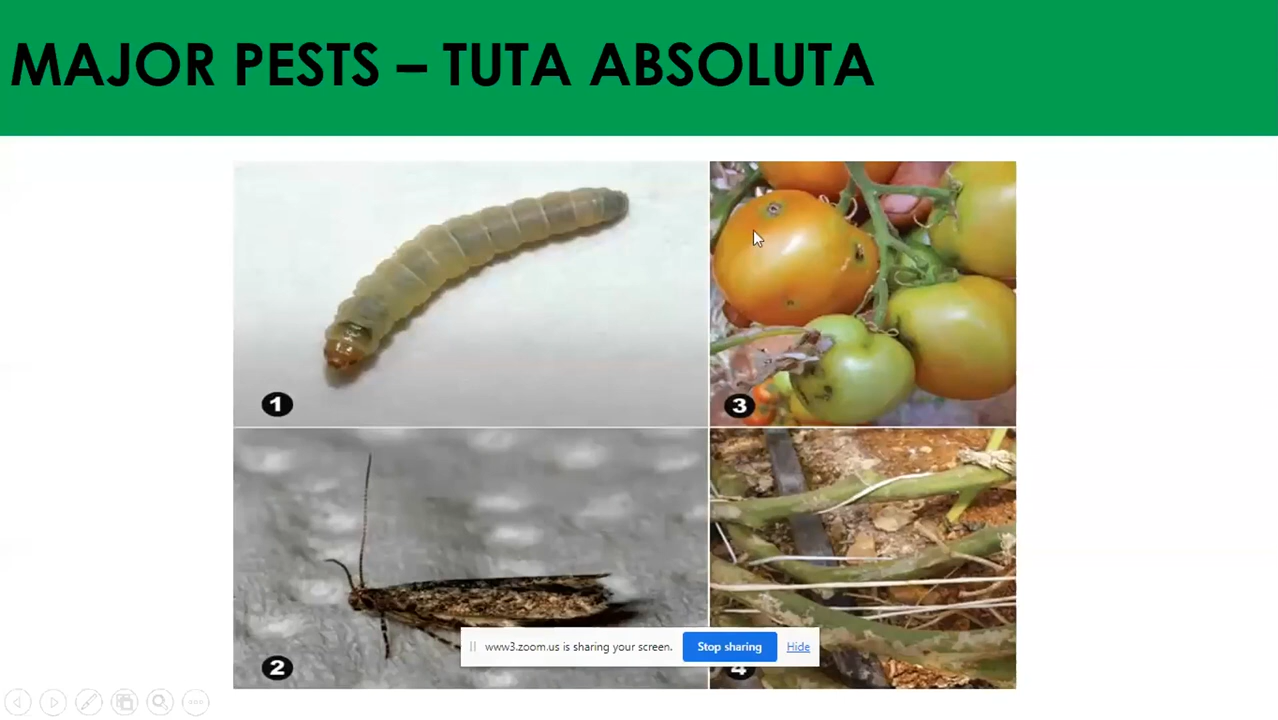 MAJOR PESTS – TUTA ABSOLUTA
1
3
2
4
www3.zoom.us is sharing your screen.
Stop sharing
Hide